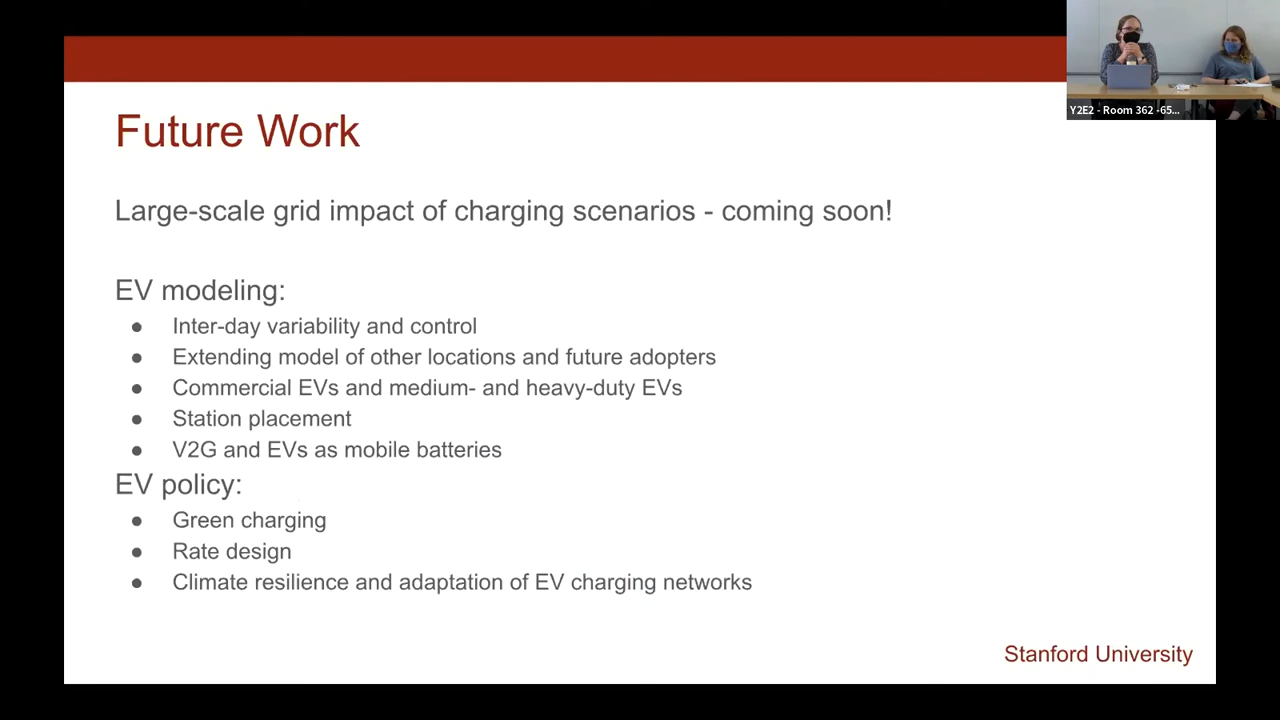 Y2E2 - Room 362 -65...
Future Work
Large-scale grid impact of charging scenarios - coming soon!
EV modeling:
● Inter-day variability and control
● Extending model of other locations and future adopters
● Commercial EVs and medium- and heavy-duty EVs
● Station placement
● V2G and EVs as mobile batteries
EV policy:
● Green charging
● Rate design
● Climate resilience and adaptation of EV charging networks
Stanford University